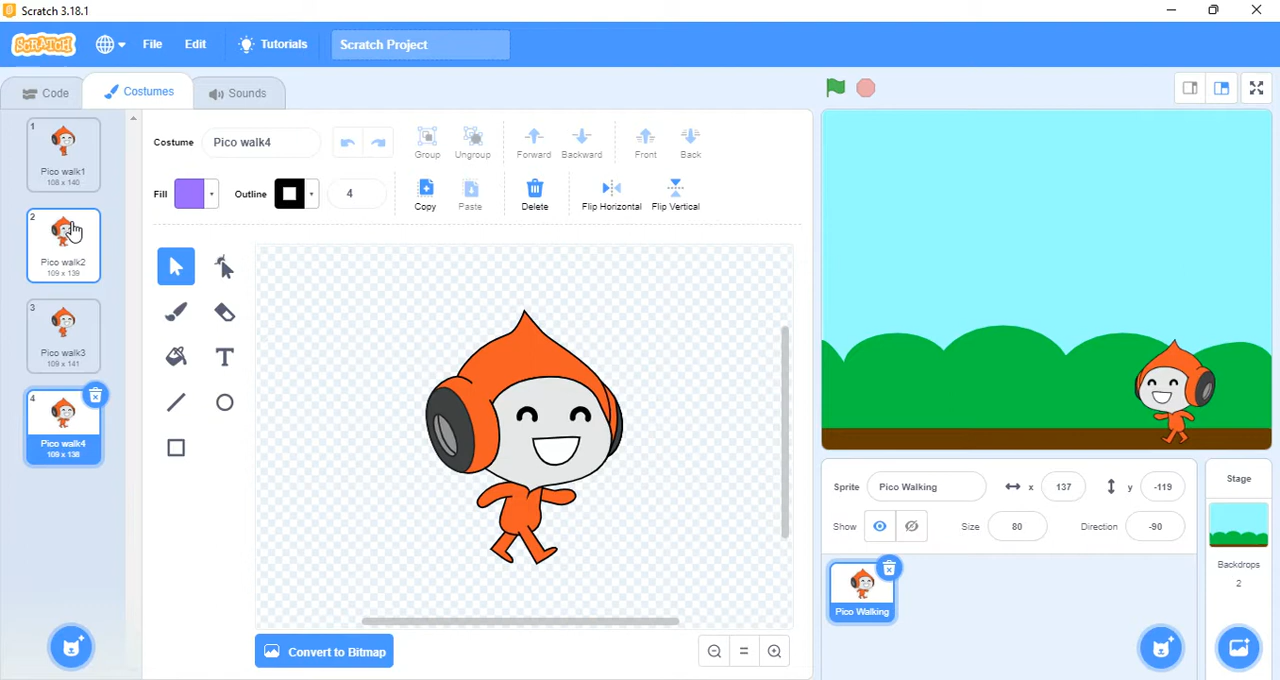 Scratch 3.18.1
SCRATCH File Edit Tutorials Scratch Project
Code Costumes Sounds
1
Pico walk1
108 x 140
2
Pico walk2
109 x 139
3
Pico walk3
109 x 141
4
Pico walk4
109 x 138
Costume Pico walk4 Group Ungroup Forward Backward Front Back
Fill Outline 4 Copy Paste Delete Flip Horizontal Flip Vertical
T
Convert to Bitmap
Sprite Pico Walking x 137 y -119
Show Size 80 Direction -90
Pico Walking
Stage
Backdrops
2